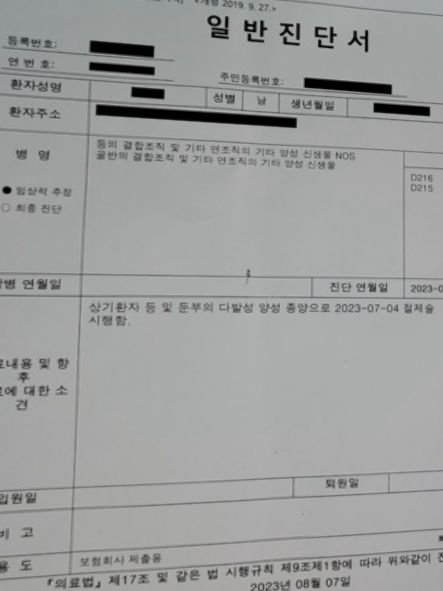 <개정 2019. 9. 27.>
일 반 진 단 서
등록번호:
연 번 호:
주민등록번호:
환자성명
성별
남
생년월일
환자주소
병 명
● 임상적 추정
○ 최종 진단
등의 결합조직 및 기타 연조직의 기타 양성 신생물 NOS
골반의 결합조직 및 기타 연조직의 기타 양성 신생물
D216
D215
병 연월일
진단 연월일
2023-0
내용 및 향
후
에 대한 소
견
상기환자 등 및 둔부의 다발성 양성 종양으로 2023-07-04 절제술
시행함.
입원일
퇴원일
비 고
용 도
보험회사 제출용
『의료법』 제17조 및 같은 법 시행규칙 제9조제1항에 따라 위와같이
2023년 08월 07일